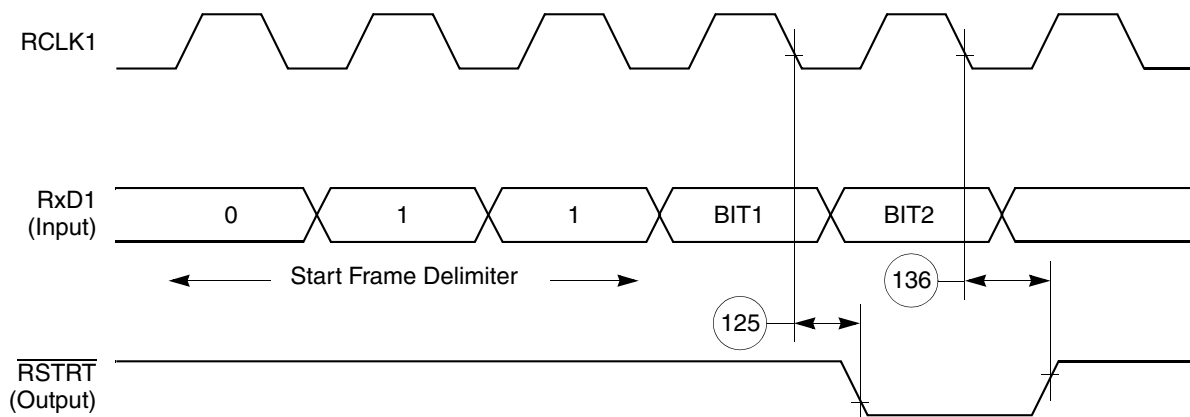 RCLK1
RxD1
(Input)
0
1
1
BIT1
BIT2
Start Frame Delimiter
136
125
RSTRT
(Output)